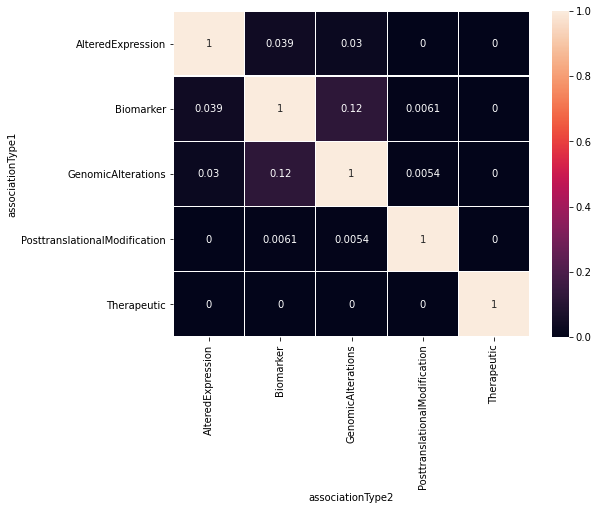 associationType1
AlteredExpression 1 0.039 0.03 0 0
Biomarker 0.039 1 0.12 0.0061 0
GenomicAlterations 0.03 0.12 1 0.0054 0
PosttranslationalModification 0 0.0061 0.0054 1 0
Therapeutic 0 0 0 0 1
AlteredExpression Biomarker GenomicAlterations PosttranslationalModification Therapeutic
associationType2
1.0
0.8
0.6
0.4
0.2
0.0